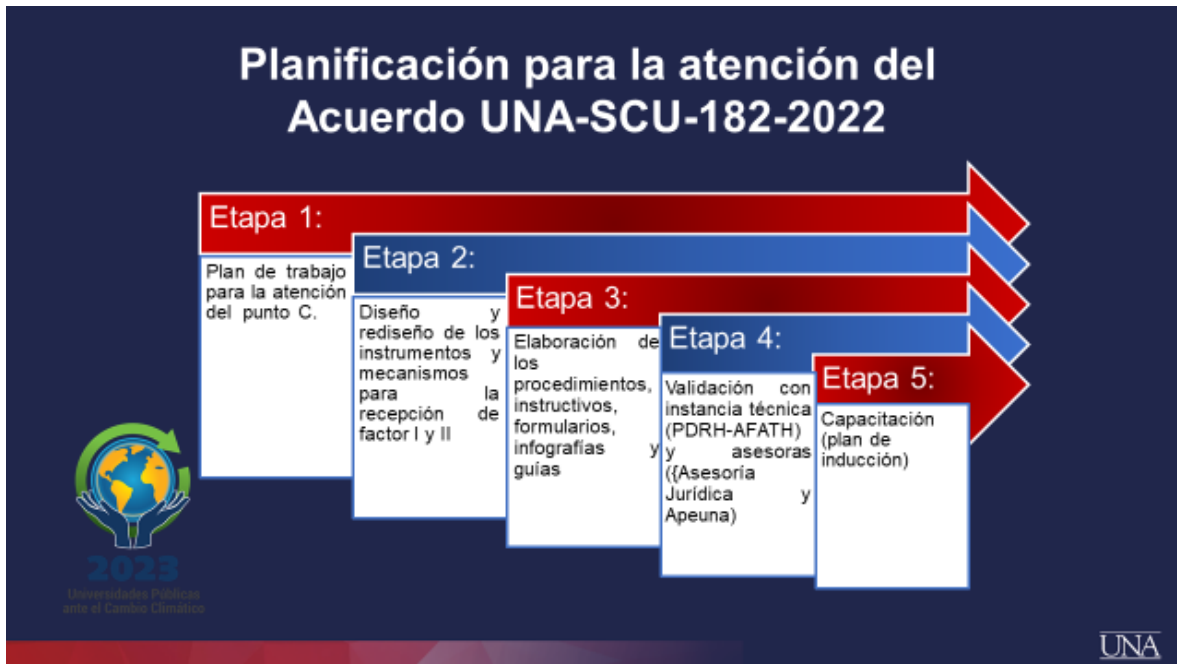 Planificación para la atención del
Acuerdo UNA-SCU-182-2022
Etapa 1:
Plan de trabajo
para la atención
del punto C.
Etapa 2:
Diseño y
rediseño de los
instrumentos y
mecanismos
para la
recepción de
factor I y II
Etapa 3:
Elaboración de
los
procedimientos,
instructivos,
formularios,
infografías y
guías
Etapa 4:
Validación con
instancia técnica
(PDRH-AFATH)
y asesoras
({Asesoría
Jurídica y
Apeuna)
Etapa 5:
Capacitación
(plan de
inducción)
2023
Universidades Públicas
ante el Cambio Climático
UNA